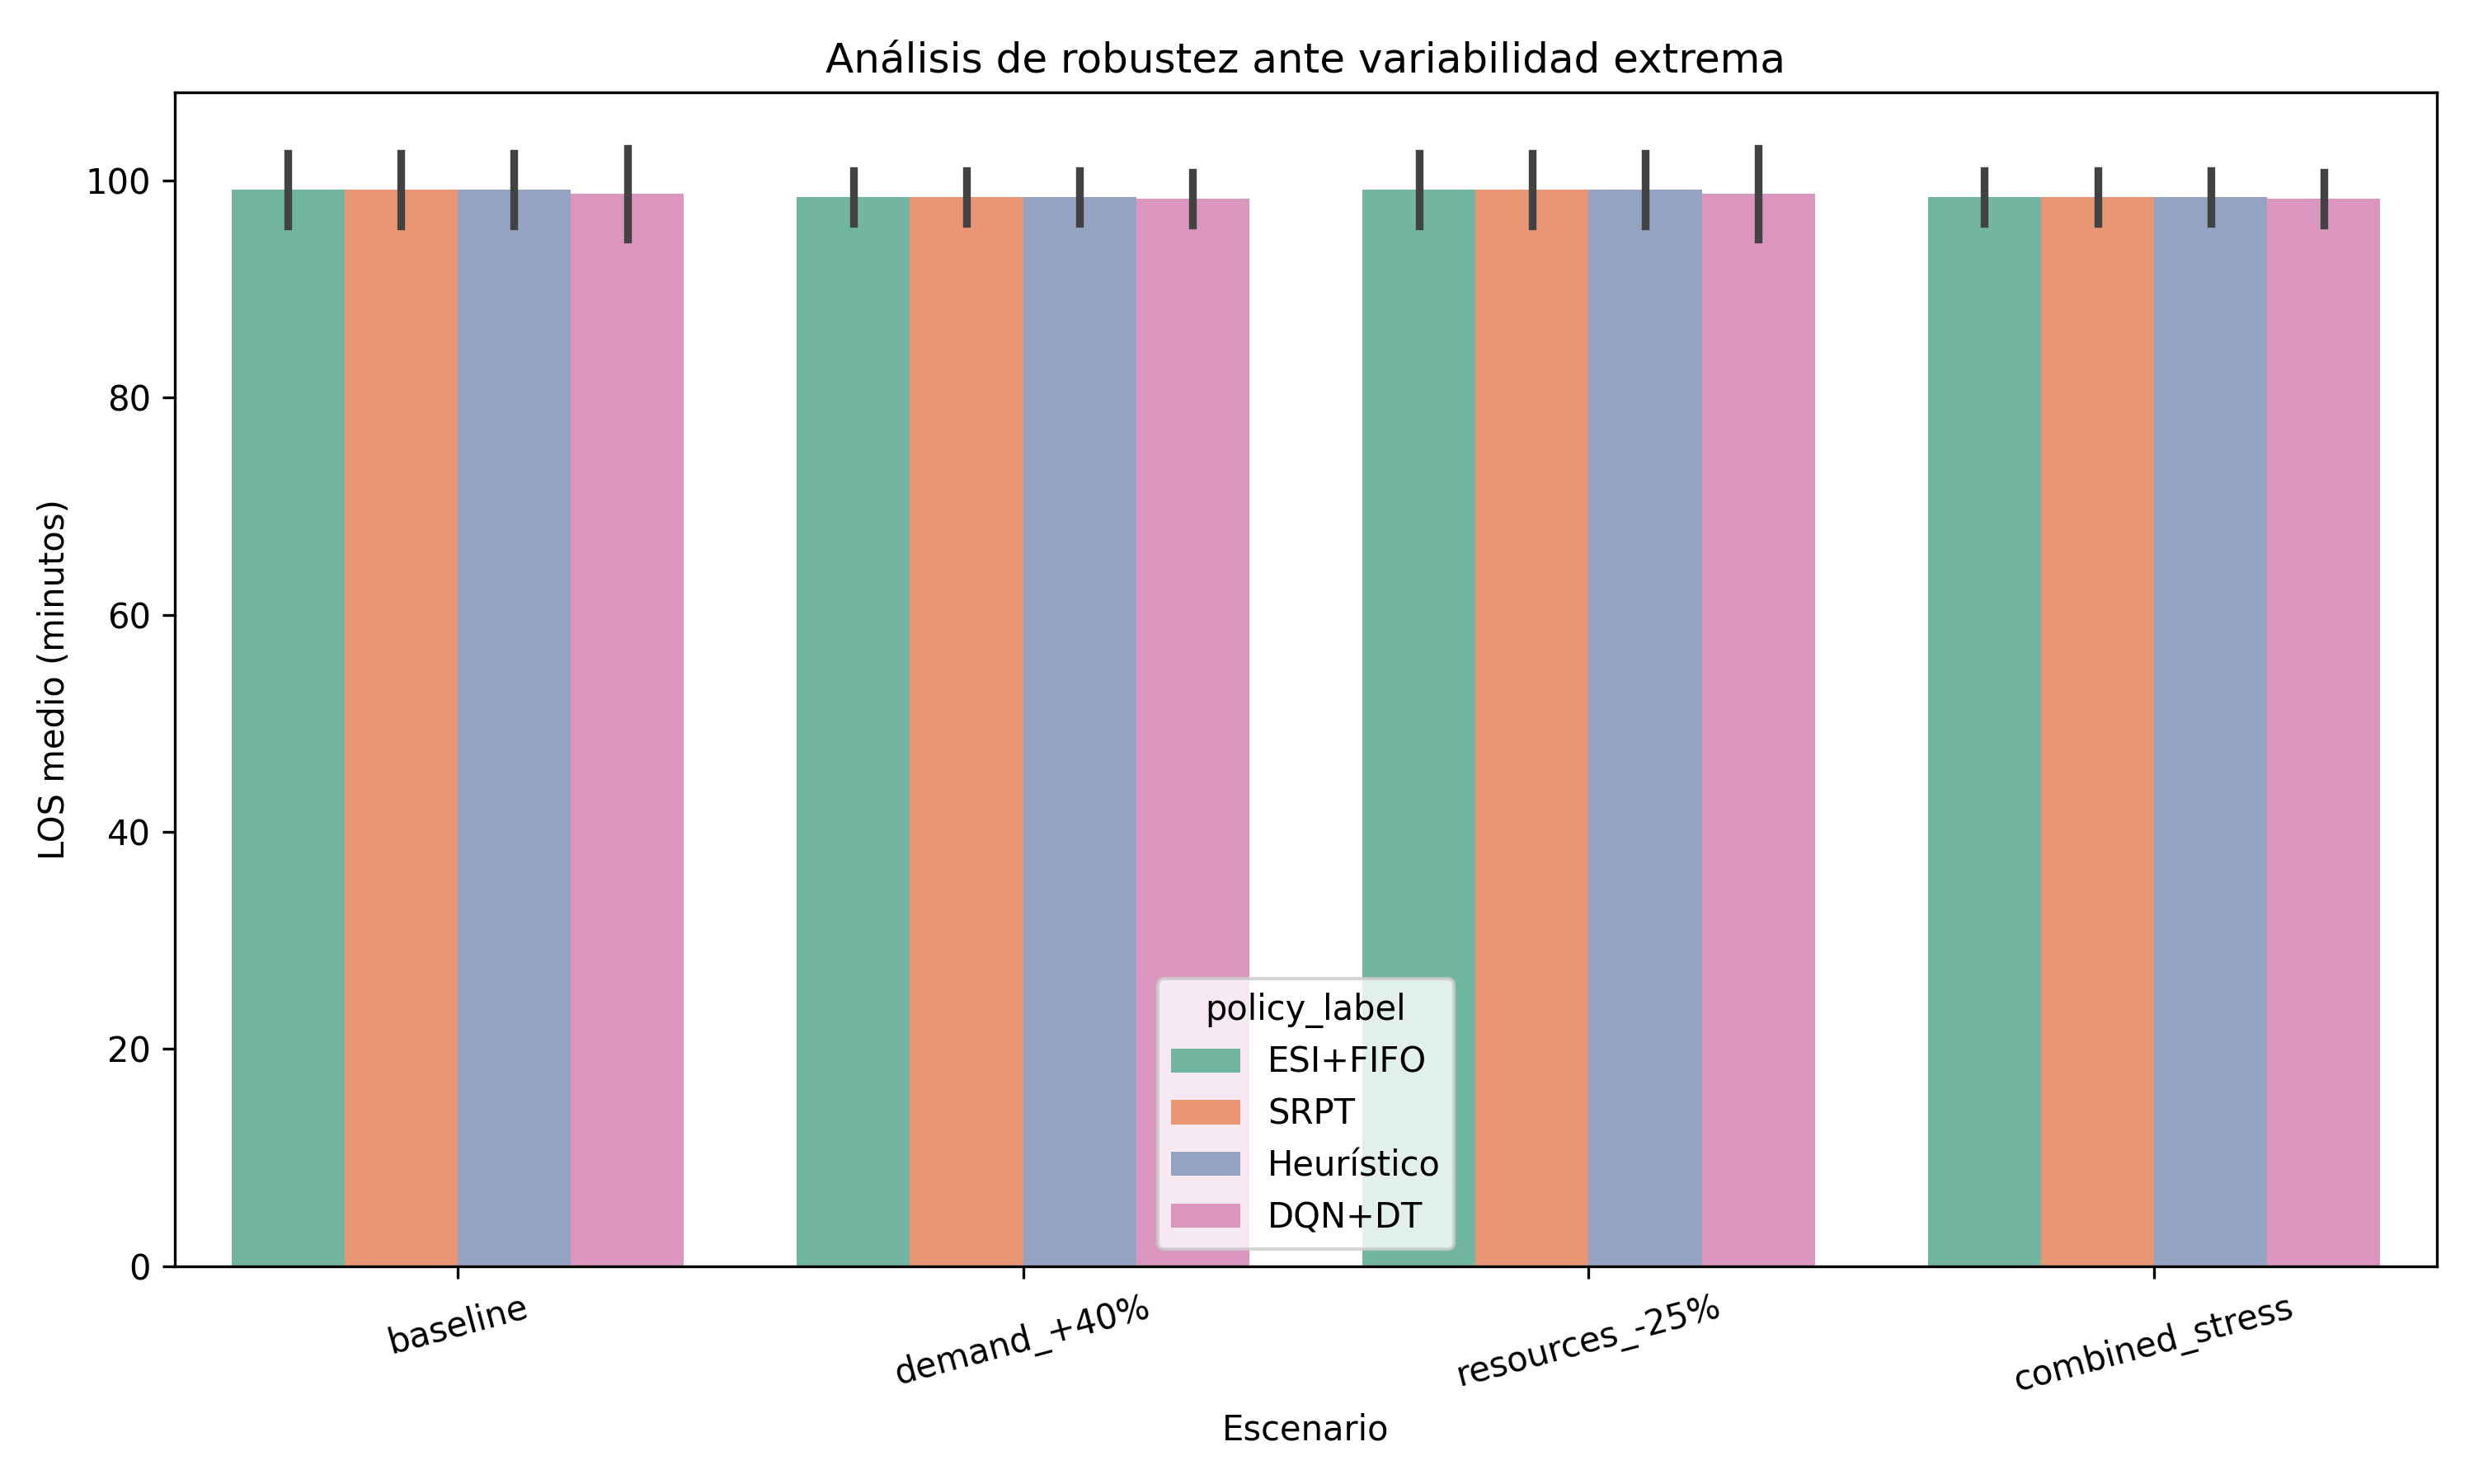 Análisis de robustez ante variabilidad extrema
LOS medio (minutos)
100
80
60
40
20
0
policy_label
ESI+FIFO
SRPT
Heurístico
DQN+DT
baseline
demand_+40%
resources_-25%
combined_stress
Escenario